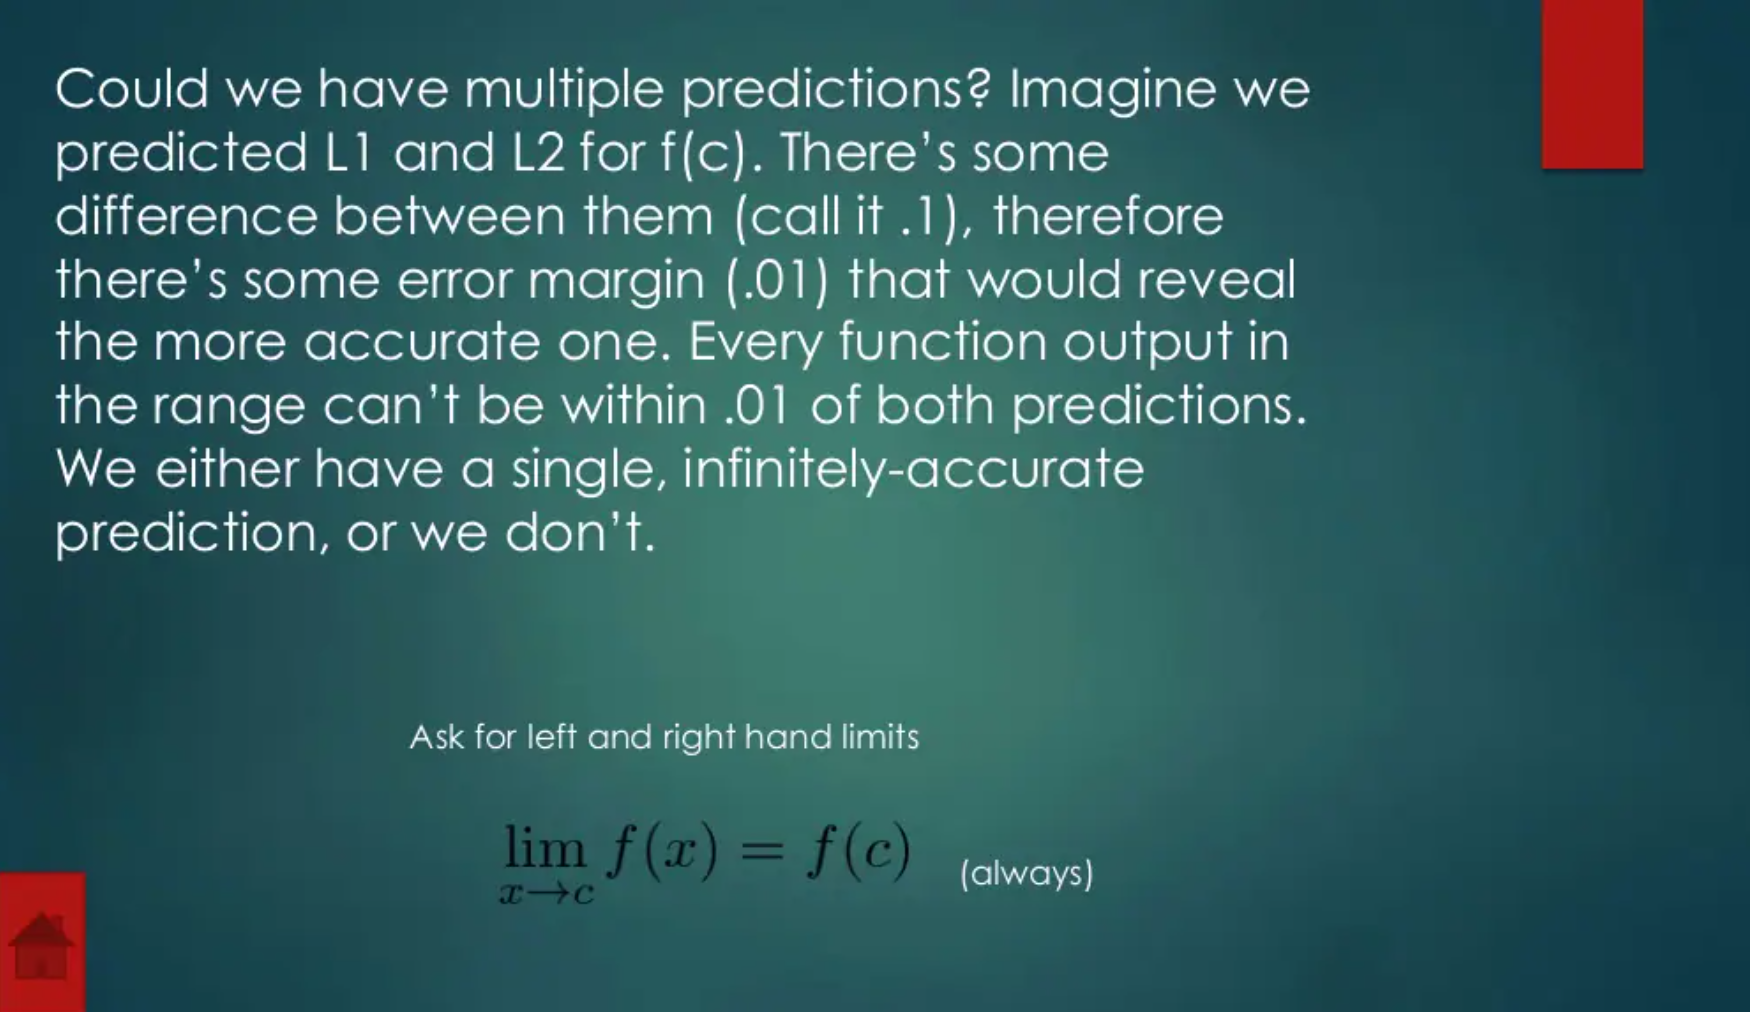 Could we have multiple predictions? Imagine we
predicted L1 and L2 for f(c). There's some
difference between them (call it .1), therefore
there's some error margin (.01) that would reveal
the more accurate one. Every function output in
the range can't be within .01 of both predictions.
We either have a single, infinitely-accurate
prediction, or we don't.
Ask for left and right hand limits
lim f(x) = f(c) (always)
x→c